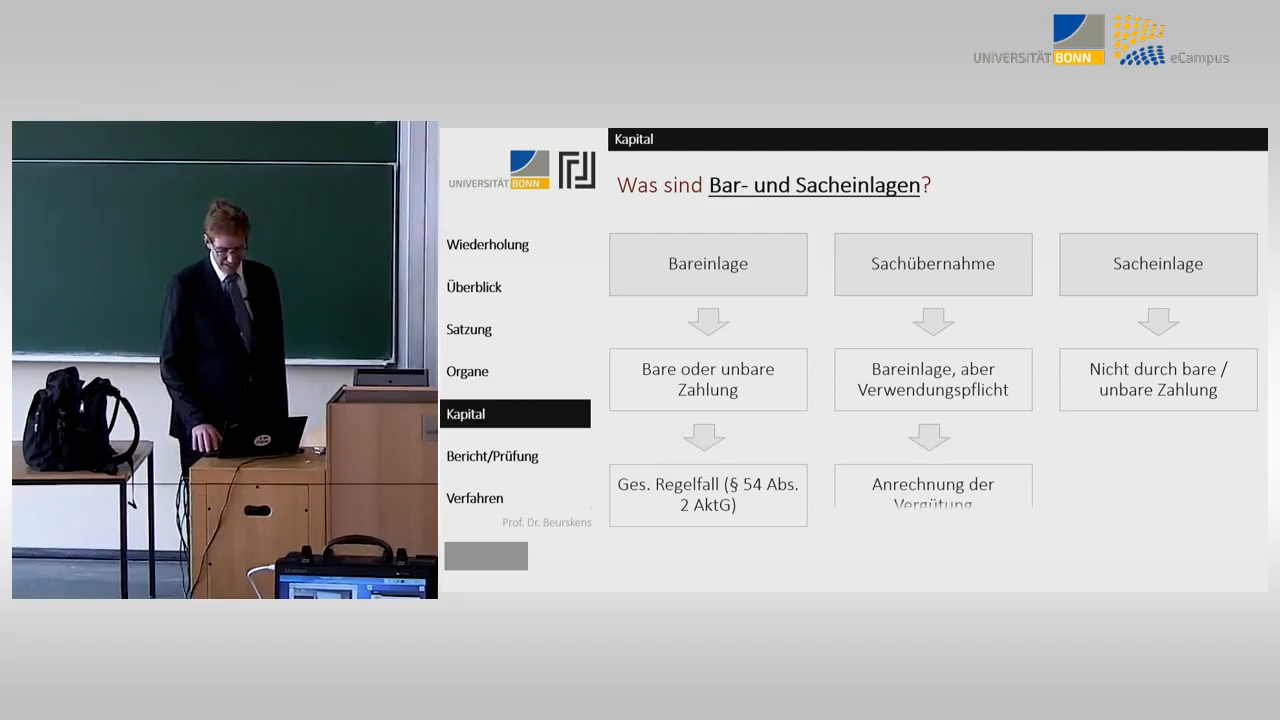 UNIVERSITÄT BONN
eCampus
Kapital
UNIVERSITÄT BONN
Was sind Bar- und Sacheinlagen?
Wiederholung
Überblick
Satzung
Organe
Kapital
Bericht/Prüfung
Verfahren
Prof. Dr. Beurskens
Bareinlage
Sachübernahme
Sacheinlage
Bare oder unbare
Zahlung
Bareinlage, aber
Verwendungspflicht
Nicht durch bare /
unbare Zahlung
Ges. Regelfall (§ 54 Abs.
2 AktG)
Anrechnung der
Vergütung